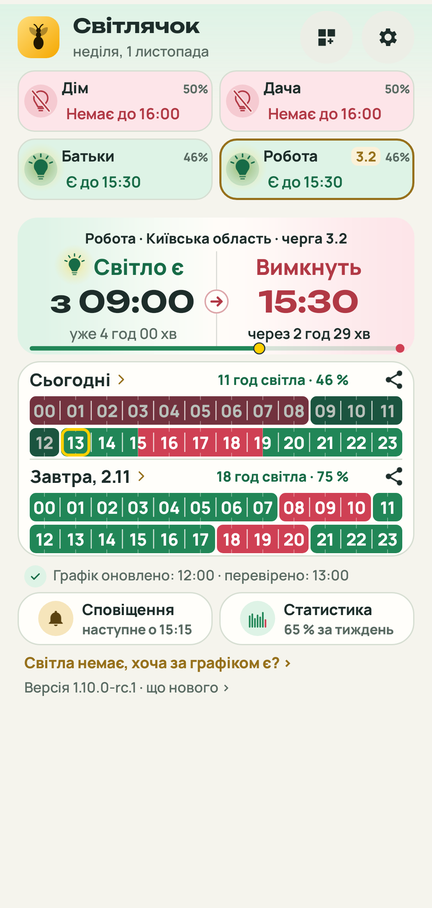 Світлячок
неділя, 1 листопада
Дім 50%
Немає до 16:00
Дача 50%
Немає до 16:00
Батьки 46%
Є до 15:30
Робота 3.2 46%
Є до 15:30
Робота · Київська область · черга 3.2
Світло є
з 09:00
уже 4 год 00 хв
Вимкнуть
15:30
через 2 год 29 хв
Сьогодні 11 год світла · 46 %
00 01 02 03 04 05 06 07 08 09 10 11
12 13 14 15 16 17 18 19 20 21 22 23
Завтра, 2.11 18 год світла · 75 %
00 01 02 03 04 05 06 07 08 09 10 11
12 13 14 15 16 17 18 19 20 21 22 23
Графік оновлено: 12:00 · перевірено: 13:00
Сповіщення
наступне о 15:15
Статистика
65 % за тиждень
Світла немає, хоча за графіком є? ›
Версія 1.10.0-rc.1 · що нового ›